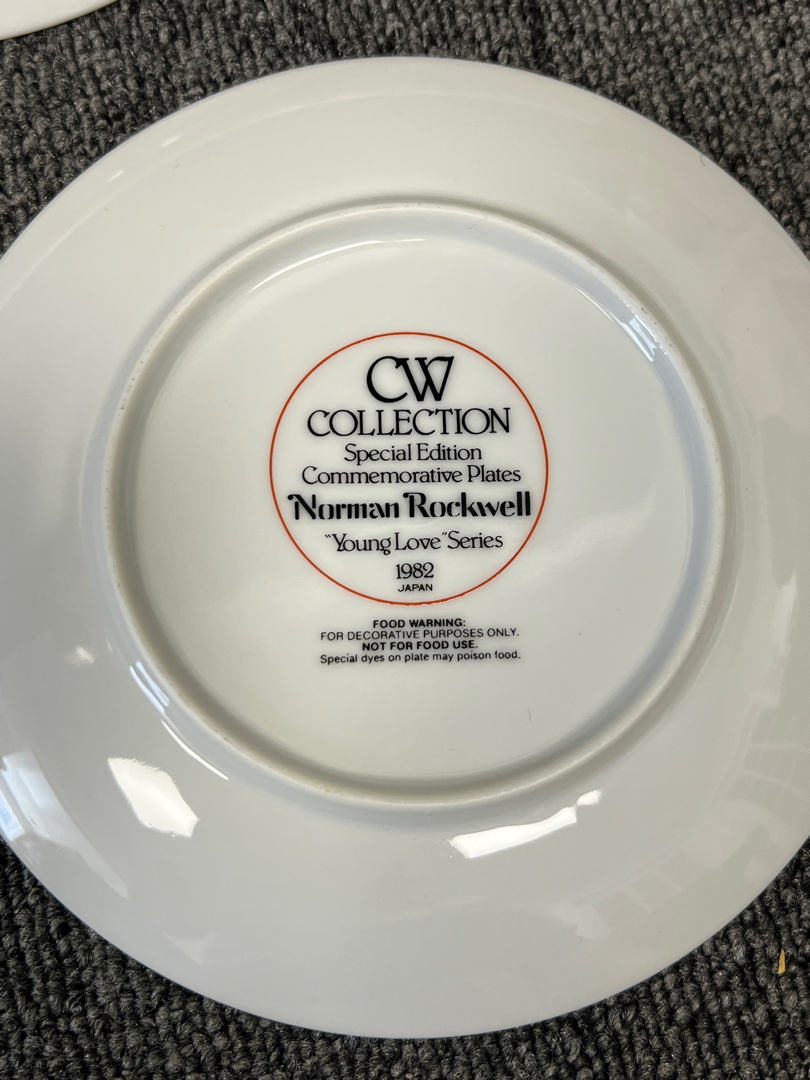 CW
COLLECTION
Special Edition
Commemorative Plates
Norman Rockwell
"Young Love" Series
1982
JAPAN
FOOD WARNING:
FOR DECORATIVE PURPOSES ONLY.
NOT FOR FOOD USE.
Special dyes on plate may poison food.